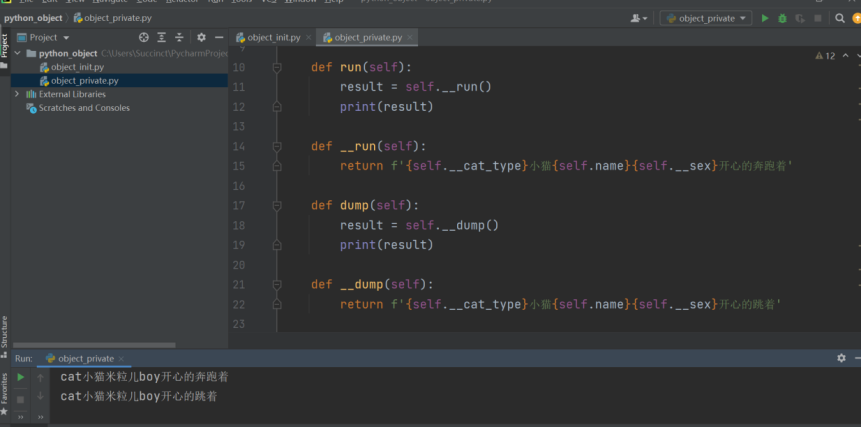 python_object object_private.py
object_private
Project
python_object C:\Users\Succinct\PycharmProjec
object_init.py
object_private.py
External Libraries
Scratches and Consoles
object_init.py object_private.py
12
9
10 def run(self):
11 result = self.__run()
12 print(result)
13
14 def __run(self):
15 return f'{self.__cat_type}小猫{self.name}{self.__sex}开心的奔跑着'
16
17 def dump(self):
18 result = self.__dump()
19 print(result)
20
21 def __dump(self):
22 return f'{self.__cat_type}小猫{self.name}{self.__sex}开心的跳着'
23
Project
Structure
Favorites
Run: object_private
cat小猫米粒儿boy开心的奔跑着
cat小猫米粒儿boy开心的跳着